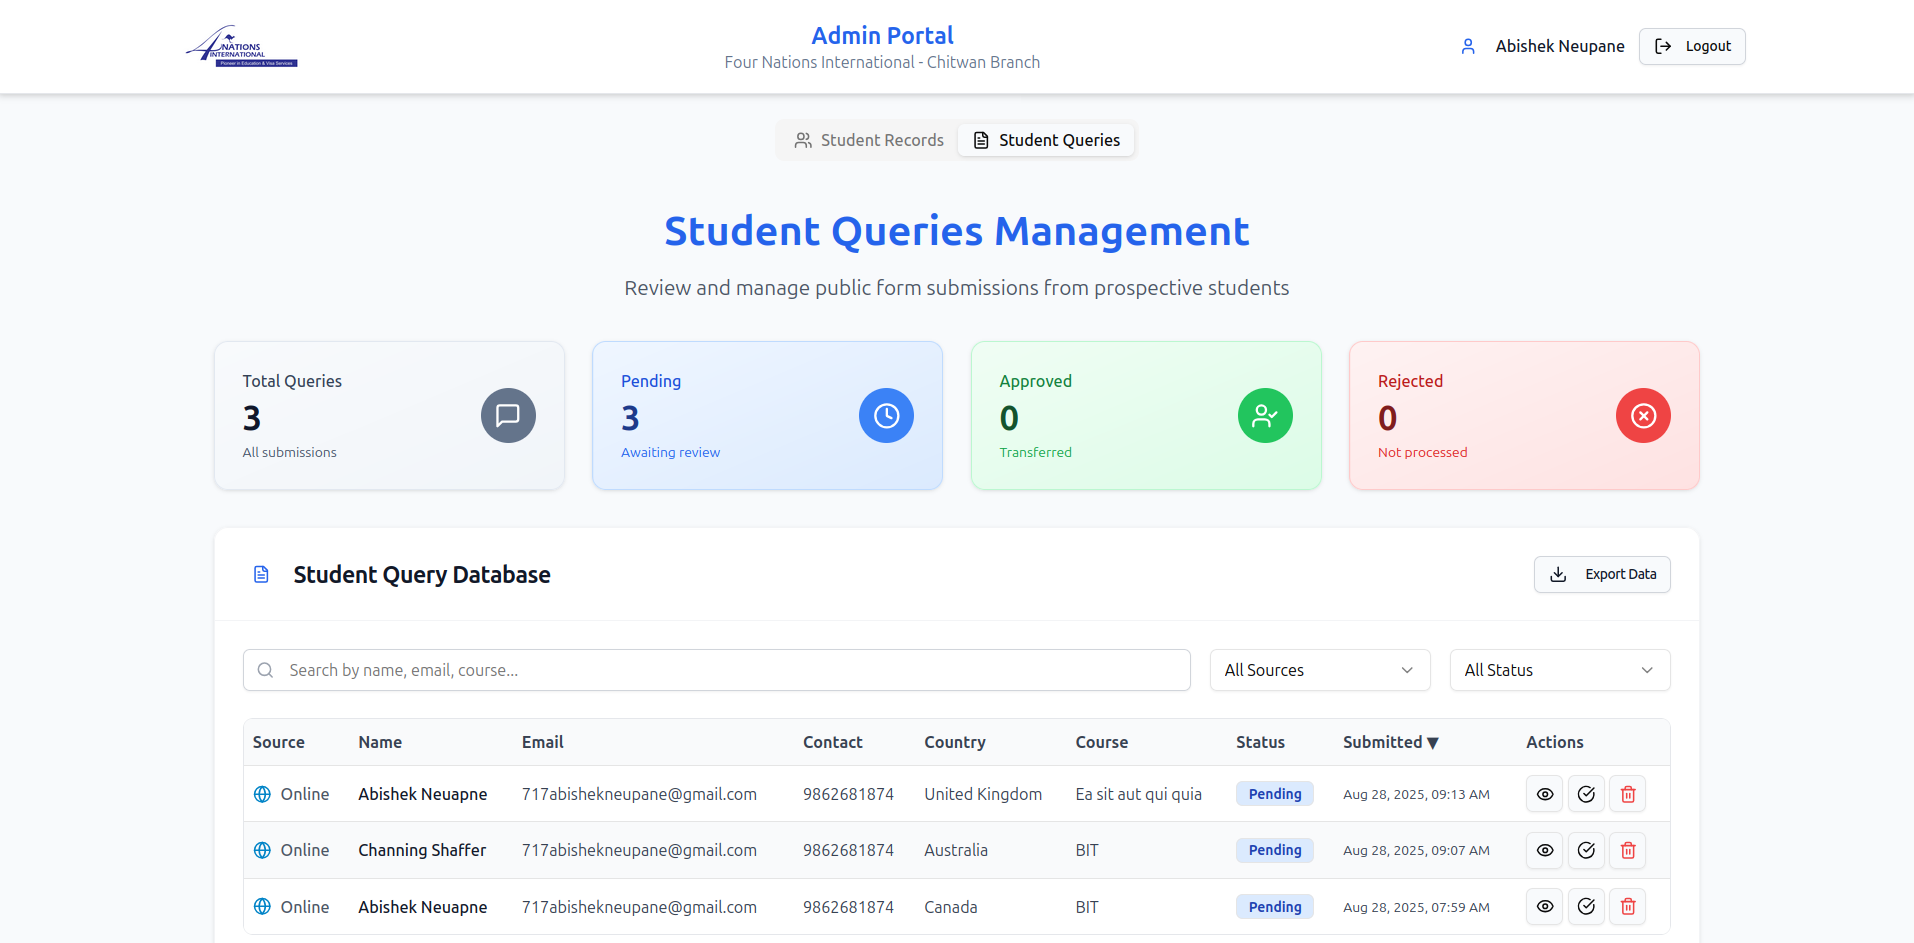 NATIONS
INTERNATIONAL
Pioneer in Education & Visa Services
Admin Portal
Four Nations International - Chitwan Branch
Abishek Neupane
Logout
Student Records
Student Queries
Student Queries Management
Review and manage public form submissions from prospective students
Total Queries
3
All submissions
Pending
3
Awaiting review
Approved
0
Transferred
Rejected
0
Not processed
Student Query Database
Export Data
Search by name, email, course...
All Sources
All Status
Source Name Email Contact Country Course Status Submitted ▼ Actions
Online Abishek Neuapne 717abishekneupane@gmail.com 9862681874 United Kingdom Ea sit aut qui quia Pending Aug 28, 2025, 09:13 AM
Online Channing Shaffer 717abishekneupane@gmail.com 9862681874 Australia BIT Pending Aug 28, 2025, 09:07 AM
Online Abishek Neuapne 717abishekneupane@gmail.com 9862681874 Canada BIT Pending Aug 28, 2025, 07:59 AM